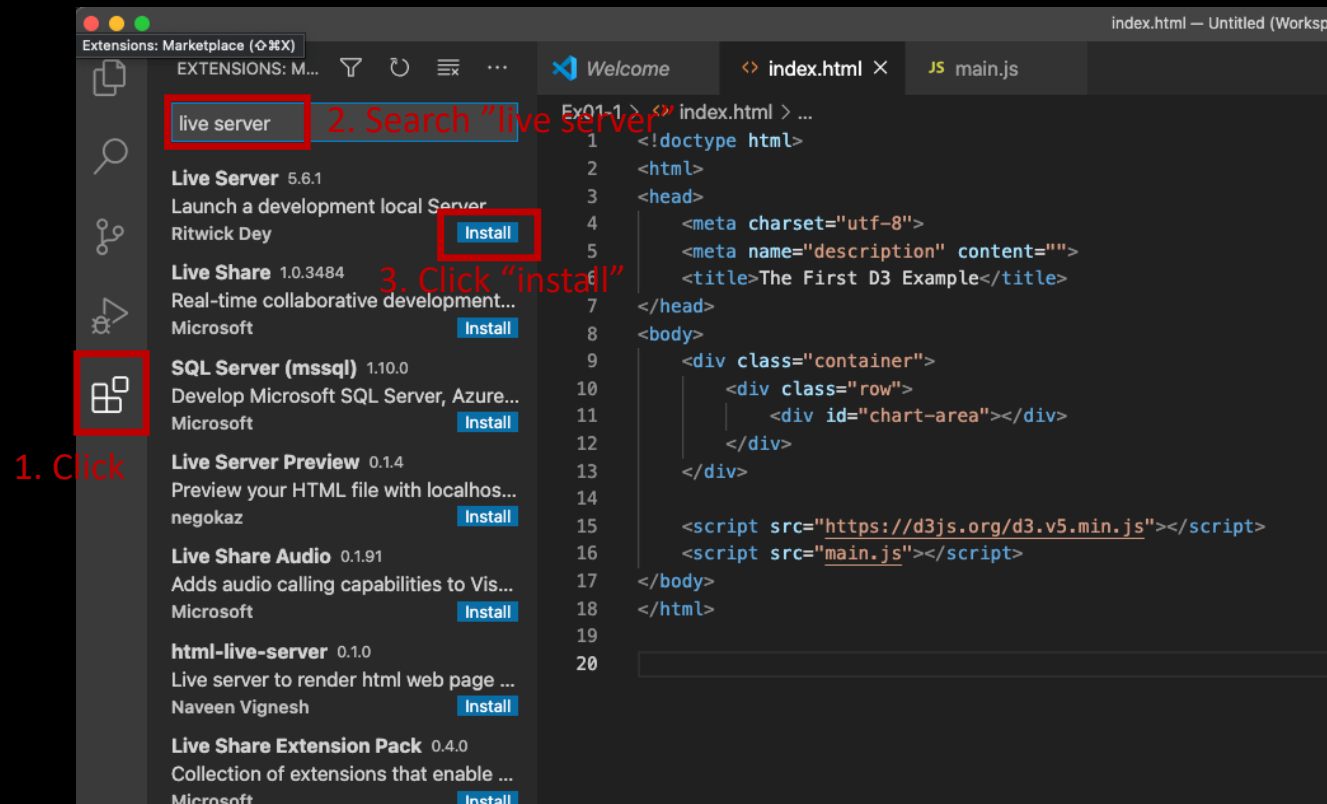 index.html — Untitled (Worksp
Extensions: Marketplace (⇧⌘X)
EXTENSIONS: M...
live server
2. Search "live server"
Live Server 5.6.1
Launch a development local Server
Ritwick Dey
Install
3. Click “install”
Live Share 1.0.3484
Real-time collaborative development...
Microsoft
Install
SQL Server (mssql) 1.10.0
Develop Microsoft SQL Server, Azure...
Microsoft
Install
1. Click
Live Server Preview 0.1.4
Preview your HTML file with localhos...
negokaz
Install
Live Share Audio 0.1.91
Adds audio calling capabilities to Vis...
Microsoft
Install
html-live-server 0.1.0
Live server to render html web page ...
Naveen Vignesh
Install
Live Share Extension Pack 0.4.0
Collection of extensions that enable ...
Microsoft
Install
Welcome
<> index.html ×
JS main.js
Ex01-1 > <> index.html > ...
1 <!doctype html>
2 <html>
3 <head>
4 <meta charset="utf-8">
5 <meta name="description" content="">
6 <title>The First D3 Example</title>
7 </head>
8 <body>
9 <div class="container">
10 <div class="row">
11 <div id="chart-area"></div>
12 </div>
13 </div>
14
15 <script src="https://d3js.org/d3.v5.min.js"></script>
16 <script src="main.js"></script>
17 </body>
18 </html>
19
20